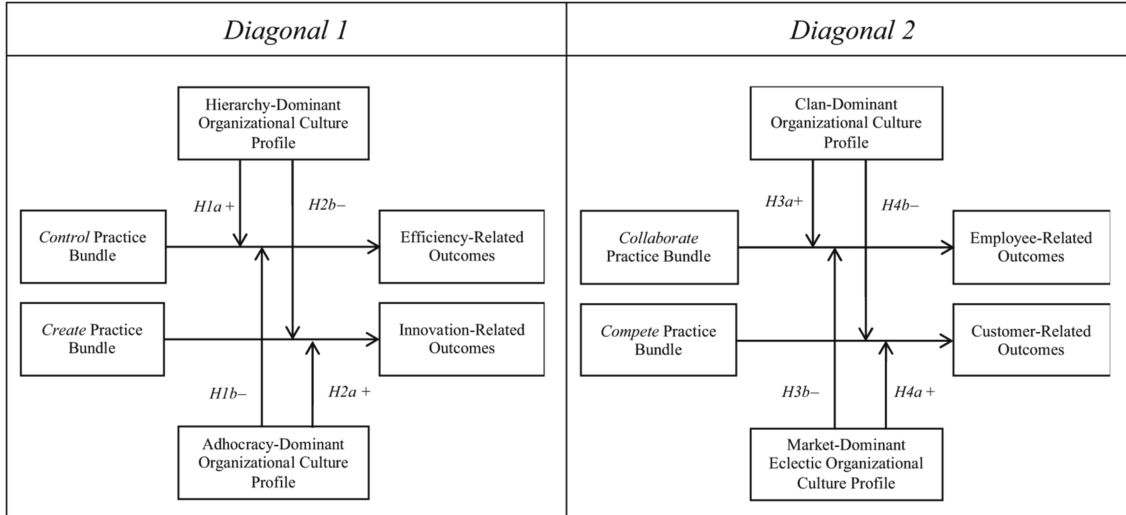 Diagonal 1
Diagonal 2
Hierarchy-Dominant
Organizational Culture
Profile
H1a +
H2b–
Control Practice
Bundle
Efficiency-Related
Outcomes
Create Practice
Bundle
Innovation-Related
Outcomes
H1b–
H2a +
Adhocracy-Dominant
Organizational Culture
Profile
Clan-Dominant
Organizational Culture
Profile
H3a+
H4b–
Collaborate
Practice Bundle
Employee-Related
Outcomes
Compete Practice
Bundle
Customer-Related
Outcomes
H3b–
H4a +
Market-Dominant
Eclectic Organizational
Culture Profile